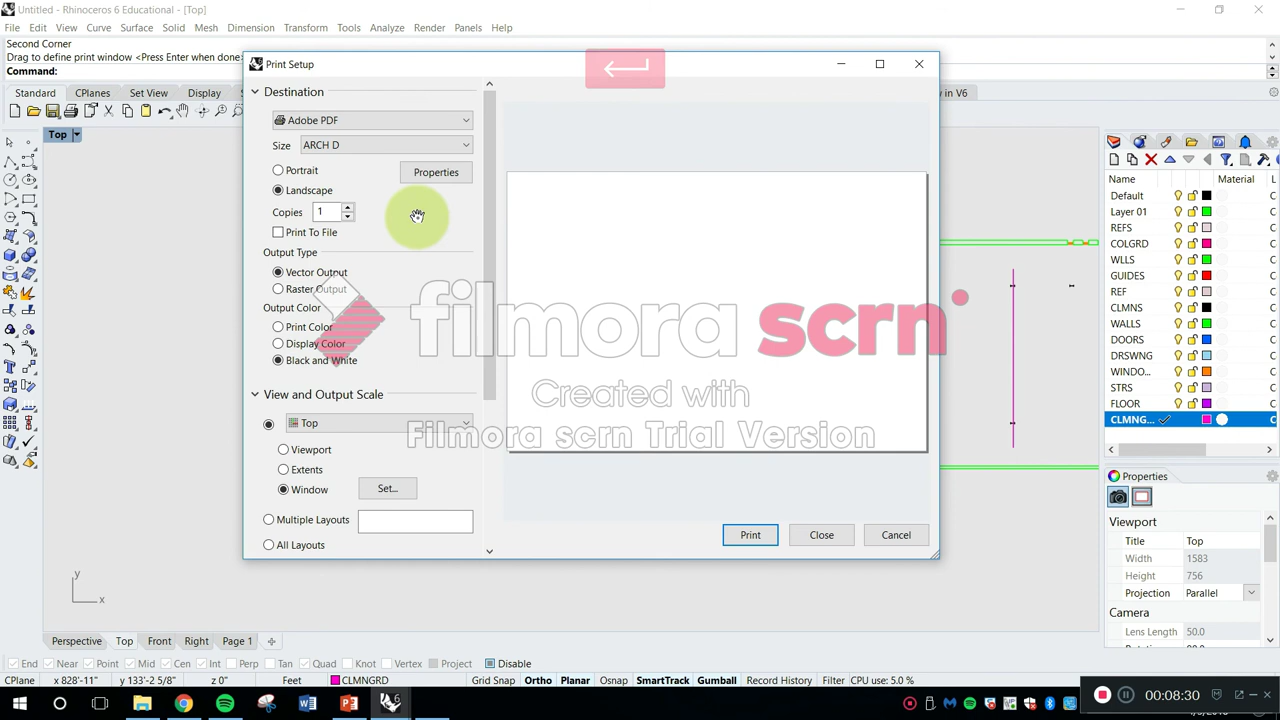 Untitled - Rhinoceros 6 Educational - [Top]
File Edit View Curve Surface Solid Mesh Dimension Transform Tools Analyze Render Panels Help
Second Corner
Drag to define print window <Press Enter when done>
Command:
Standard CPlanes Set View Display
w in V6
Top
Print Setup
Destination
Adobe PDF
Size ARCH D
Portrait
Properties
Landscape
Copies 1
Print To File
Output Type
Vector Output
Raster Output
Output Color
Print Color
Display Color
Black and White
View and Output Scale
Top
Viewport
Extents
Window
Set...
Multiple Layouts
All Layouts
Print Close Cancel
filmora scrn
Created with
Filmora scrn Trial Version
Name Material L
Default C
Layer 01 C
REFS C
COLGRD C
WLLS C
GUIDES C
REF C
CLMNS C
WALLS C
DOORS C
DRSWNG C
WINDO... C
STRS C
FLOOR C
CLMNG... C
Properties
Viewport
Title Top
Width 1583
Height 756
Projection Parallel
Camera
Lens Length 50.0
y
x
Perspective Top Front Right Page 1
End Near Point Mid Cen Int Perp Tan Quad Knot Vertex Project Disable
CPlane x 828'-11" y 133'-2 5/8" z 0" Feet CLMNGRD Grid Snap Ortho Planar Osnap SmartTrack Gumball Record History CPU use: 5.0 %
00:08:30